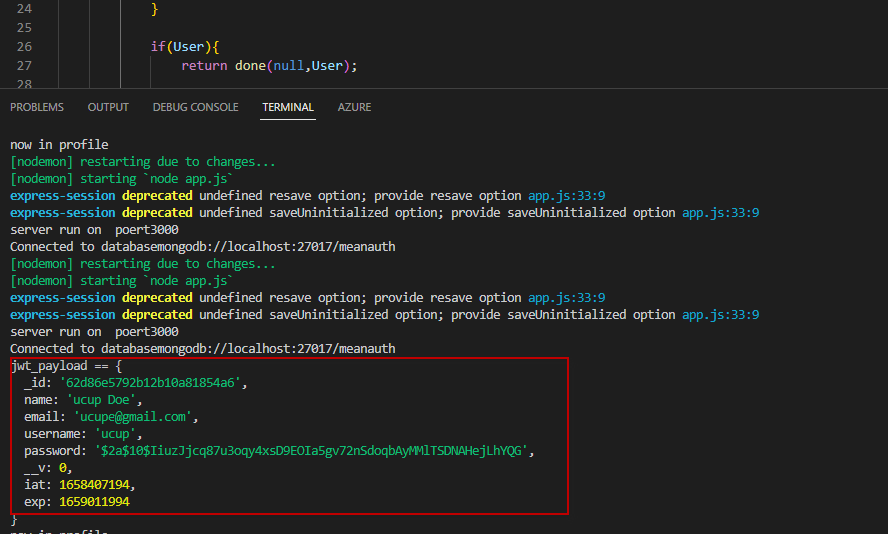 24 }
25
26 if(User){
27 return done(null,User);
28
PROBLEMS OUTPUT DEBUG CONSOLE TERMINAL AZURE
now in profile
[nodemon] restarting due to changes...
[nodemon] starting `node app.js`
express-session deprecated undefined resave option; provide resave option app.js:33:9
express-session deprecated undefined saveUninitialized option; provide saveUninitialized option app.js:33:9
server run on  poert3000
Connected to databasemongodb://localhost:27017/meanauth
[nodemon] restarting due to changes...
[nodemon] starting `node app.js`
express-session deprecated undefined resave option; provide resave option app.js:33:9
express-session deprecated undefined saveUninitialized option; provide saveUninitialized option app.js:33:9
server run on  poert3000
Connected to databasemongodb://localhost:27017/meanauth
jwt_payload == {
  _id: '62d86e5792b12b10a81854a6',
  name: 'ucup Doe',
  email: 'ucupe@gmail.com',
  username: 'ucup',
  password: '$2a$10$IiuzJjcq87u3oqy4xsD9EOIa5gv72nSdoqbAyMMlTSDNAHejLhYQG',
  __v: 0,
  iat: 1658407194,
  exp: 1659011994
}
now in profile